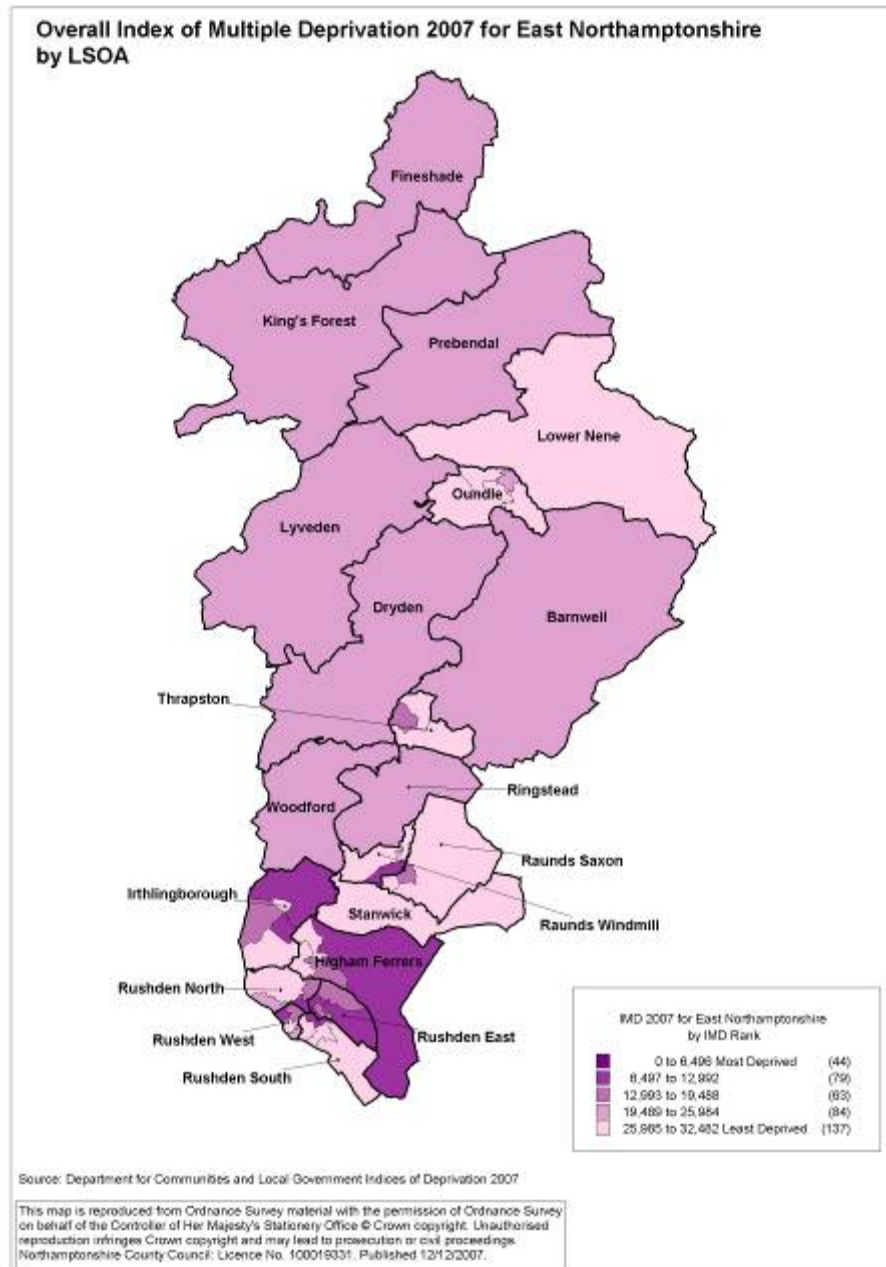 Overall Index of Multiple Deprivation 2007 for East Northamptonshire
by LSOA
Fineshade
King's Forest
Prebendal
Lower Nene
Oundle
Lyveden
Dryden
Barnwell
Thrapston
Ringstead
Woodford
Raunds Saxon
Irthlingborough
Stanwick
Raunds Windmill
Higham Ferrers
Rushden North
Rushden East
Rushden West
Rushden South
IMD 2007 for East Northamptonshire
by IMD Rank
0 to 6,496 Most Deprived (44)
6,497 to 12,992 (79)
12,993 to 19,488 (63)
19,489 to 25,984 (84)
25,985 to 32,482 Least Deprived (137)
Source: Department for Communities and Local Government Indices of Deprivation 2007
This map is reproduced from Ordnance Survey material with the permission of Ordnance Survey
on behalf of the Controller of Her Majesty's Stationery Office © Crown copyright. Unauthorised
reproduction infringes Crown copyright and may lead to prosecution or civil proceedings.
Northamptonshire County Council: Licence No. 100019331. Published 12/12/2007.